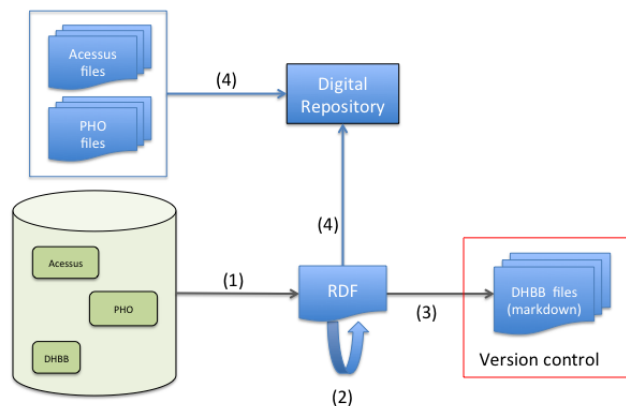 Acessus
files
(4)
Digital
Repository
PHO
files
(4)
Acessus
(1)
RDF
(3)
DHBB files
(markdown)
PHO
DHBB
Version control
(2)